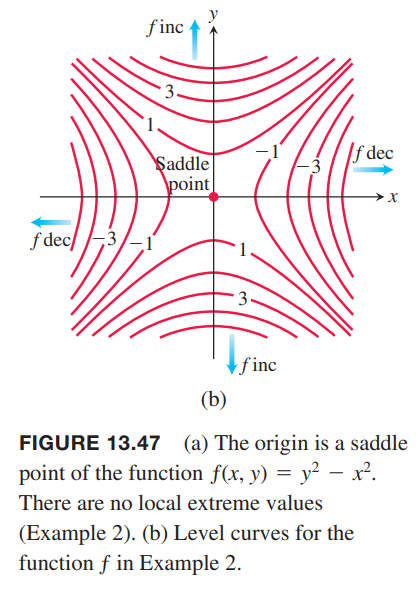 y
f inc
3
1
−1
−3
f dec
Saddle
point
x
f dec
−3
−1
1
3
f inc
(b)
FIGURE 13.47 (a) The origin is a saddle
point of the function f(x, y) = y² − x².
There are no local extreme values
(Example 2). (b) Level curves for the
function f in Example 2.